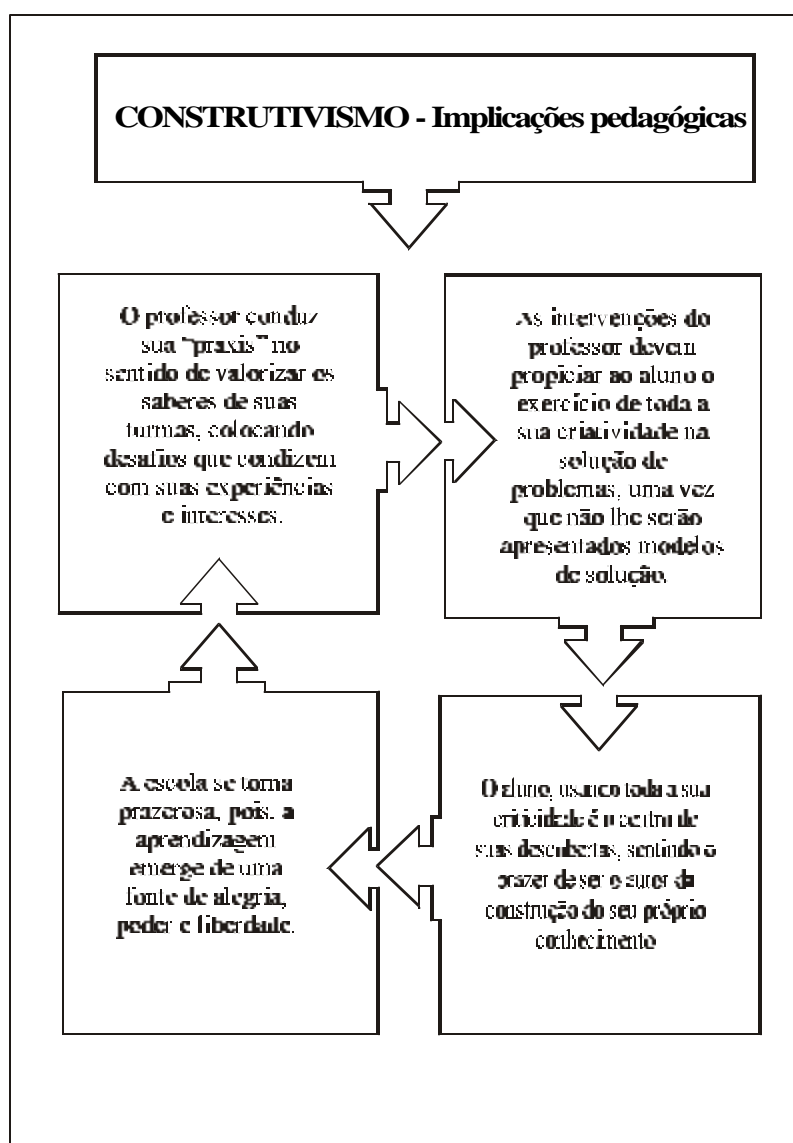 CONSTRUTIVISMO - Implicações pedagógicas
O professor conduz
sua "praxis" no
sentido de valorizar os
saberes de suas
turmas, colocando
desafios que condizem
com suas experiências
e interesses.
As intervenções do
professor devem
propiciar ao aluno o
exercício de toda a
sua criatividade na
solução de
problemas, uma vez
que não lhe serão
apresentados modelos
de solução.
O aluno, usando toda a sua
criticidade é o centro de
suas descobertas, sentindo o
prazer de ser o autor da
construção do seu próprio
conhecimento
A escola se torna
prazerosa, pois, a
aprendizagem
emerge de uma
fonte de alegria,
poder e liberdade.